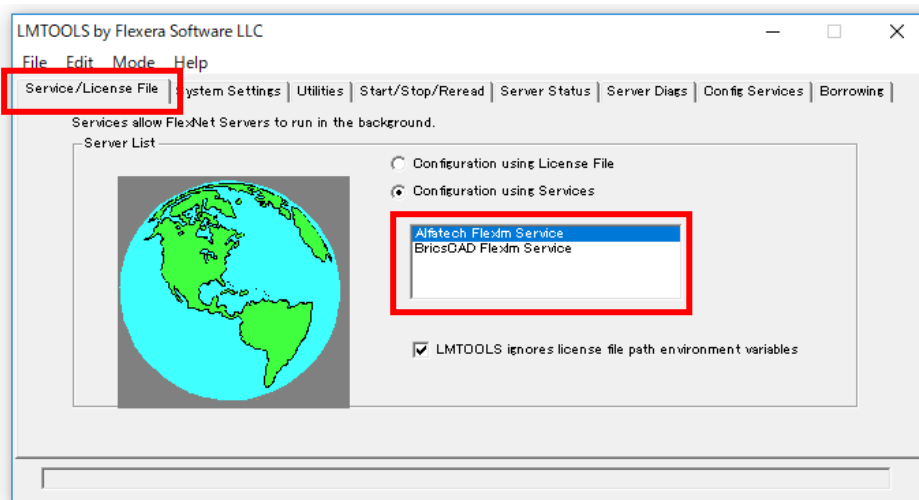 LMTOOLS by Flexera Software LLC
File Edit Mode Help
Service/License File System Settings Utilities Start/Stop/Reread Server Status Server Diags Config Services Borrowing
Services allow FlexNet Servers to run in the background.
Server List
Configuration using License File
Configuration using Services
Alfatech Flexlm Service
BricsCAD Flexlm Service
LMTOOLS ignores license file path environment variables